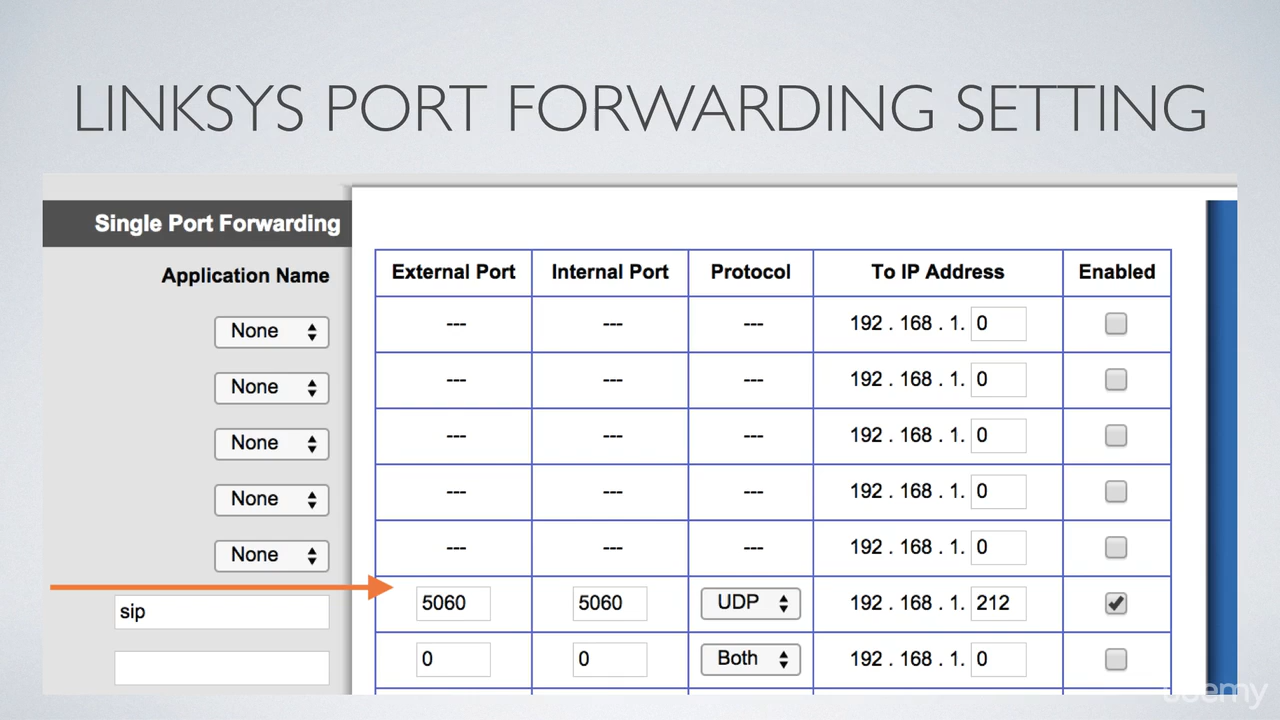 LINKSYS PORT FORWARDING SETTING
Single Port Forwarding
Application Name External Port Internal Port Protocol To IP Address Enabled
None --- --- --- 192 . 168 . 1. 0
None --- --- --- 192 . 168 . 1. 0
None --- --- --- 192 . 168 . 1. 0
None --- --- --- 192 . 168 . 1. 0
None --- --- --- 192 . 168 . 1. 0
sip 5060 5060 UDP 192 . 168 . 1. 212
0 0 Both 192 . 168 . 1. 0
udemy